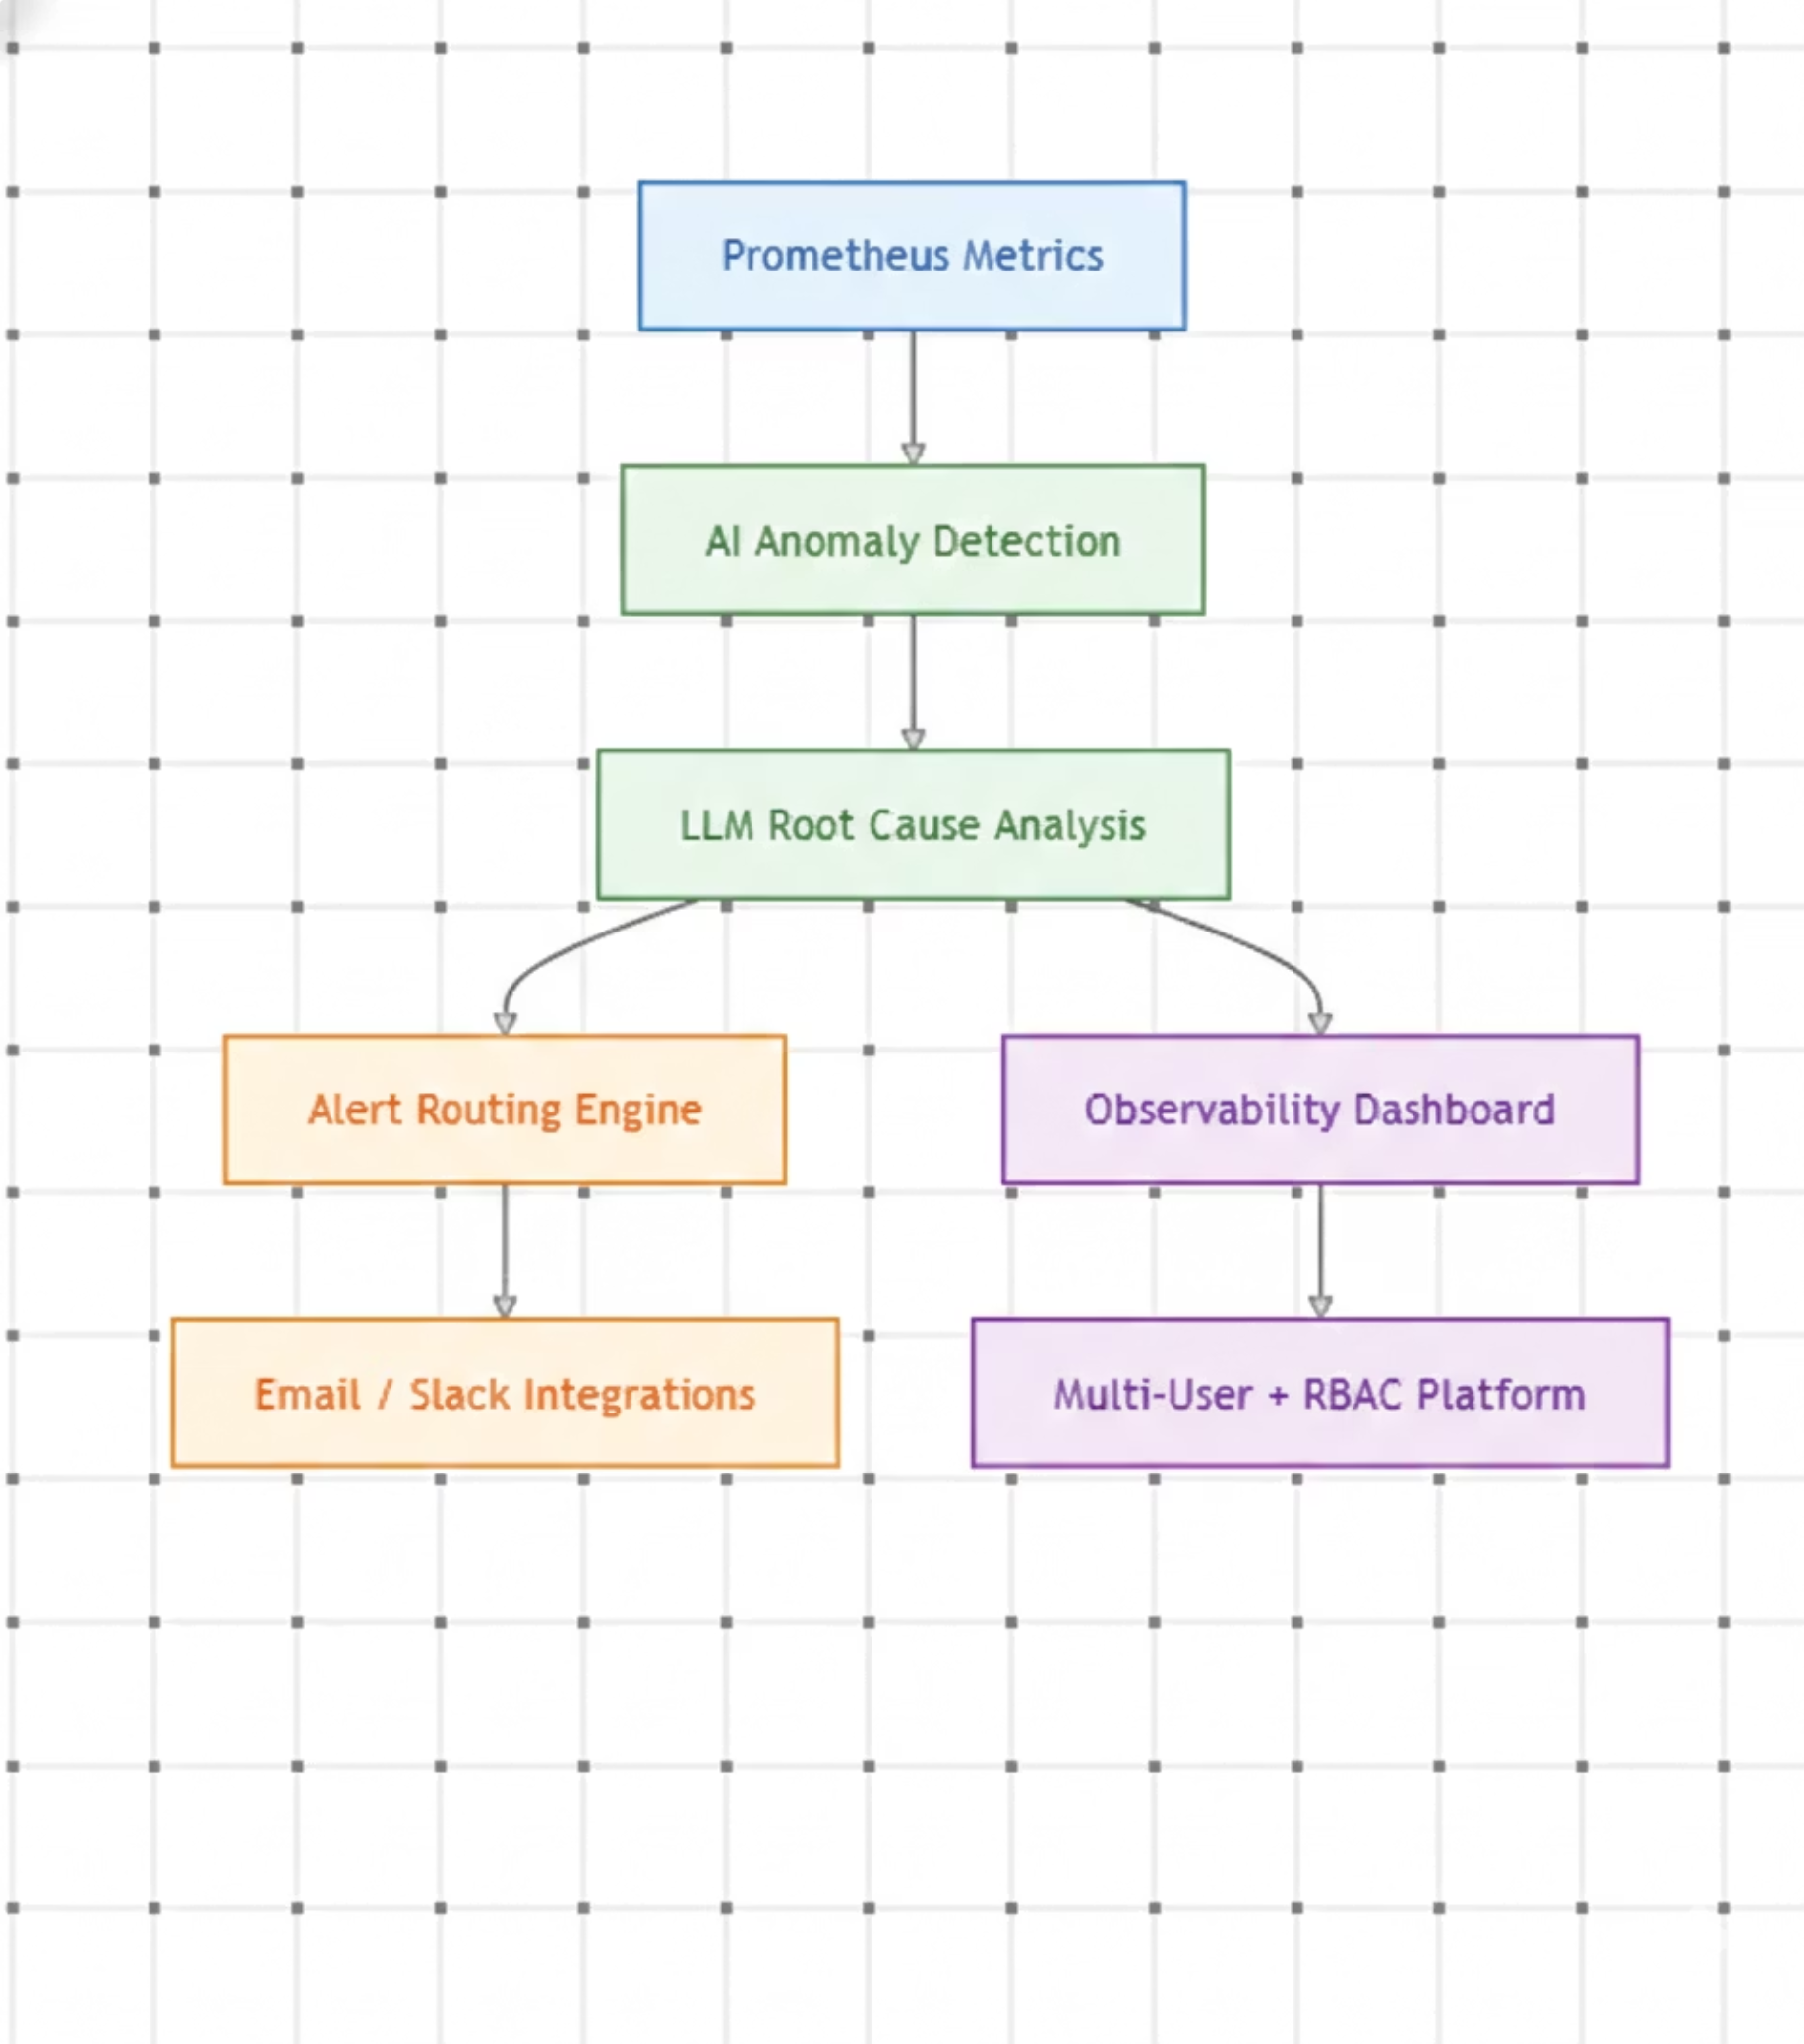 Prometheus Metrics
AI Anomaly Detection
LLM Root Cause Analysis
Alert Routing Engine
Observability Dashboard
Email / Slack Integrations
Multi-User + RBAC Platform